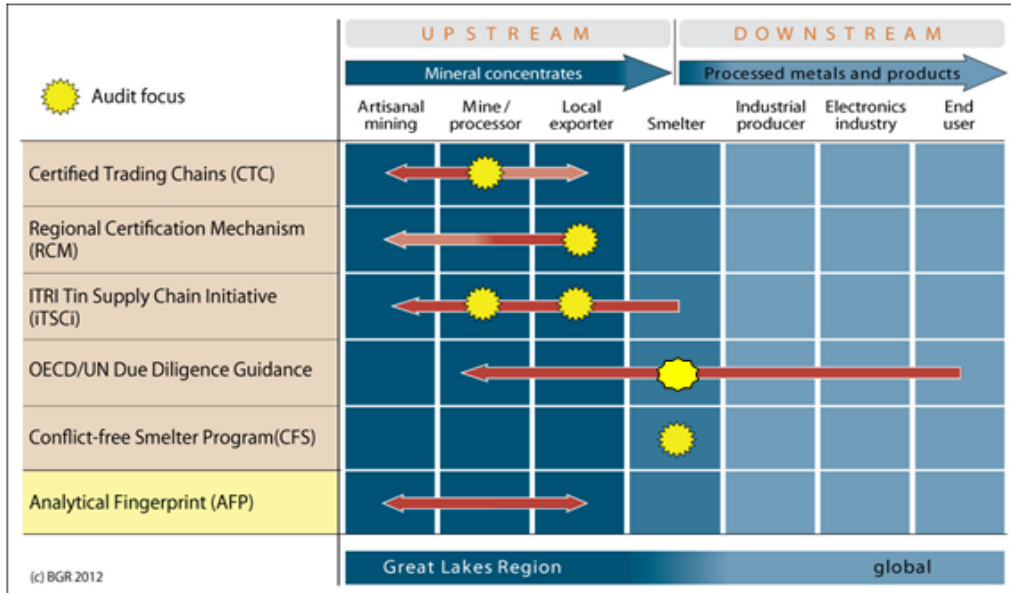 UPSTREAM
DOWNSTREAM
Mineral concentrates
Processed metals and products
Audit focus
Artisanal
mining
Mine/
processor
Local
exporter
Smelter
Industrial
producer
Electronics
industry
End
user
Certified Trading Chains (CTC)
Regional Certification Mechanism
(RCM)
ITRI Tin Supply Chain Initiative
(iTSCi)
OECD/UN Due Diligence Guidance
Conflict-free Smelter Program(CFS)
Analytical Fingerprint (AFP)
(c) BGR 2012
Great Lakes Region
global